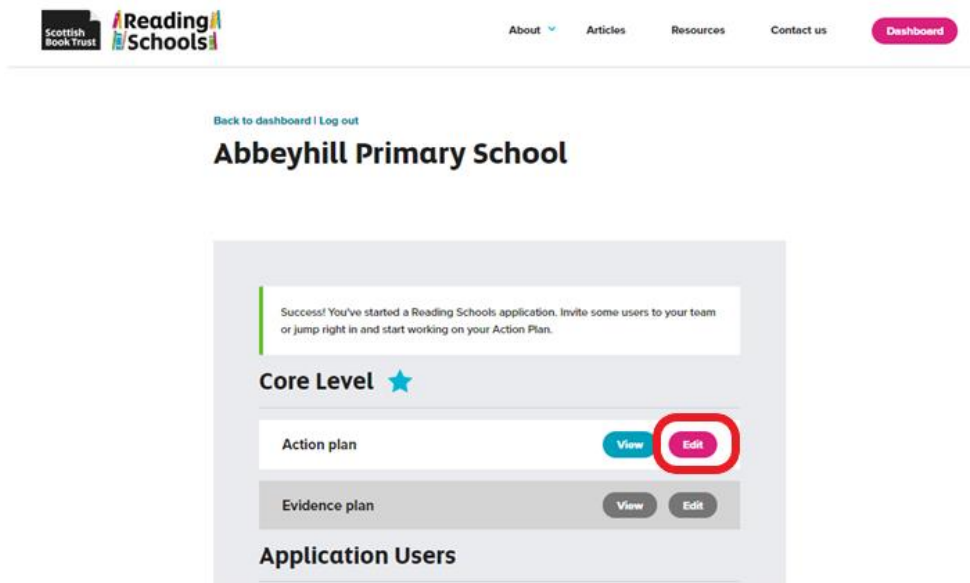 Scottish
Book Trust
Reading
Schools
About
Articles
Resources
Contact us
Dashboard
Back to dashboard | Log out
Abbeyhill Primary School
Success! You've started a Reading Schools application. Invite some users to your team
or jump right in and start working on your Action Plan.
Core Level
Action plan
View
Edit
Evidence plan
View
Edit
Application Users